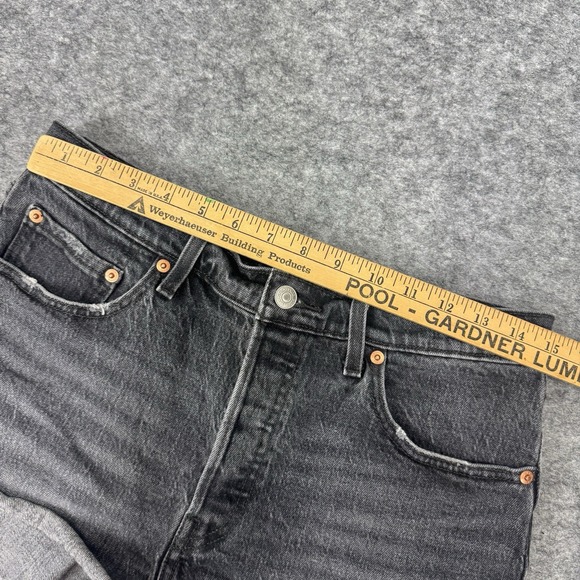 1 2 3 4 5 6 7 8 9 10 11 12 13 14 15
Weyerhaeuser Building Products
POOL - GARDNER LUM